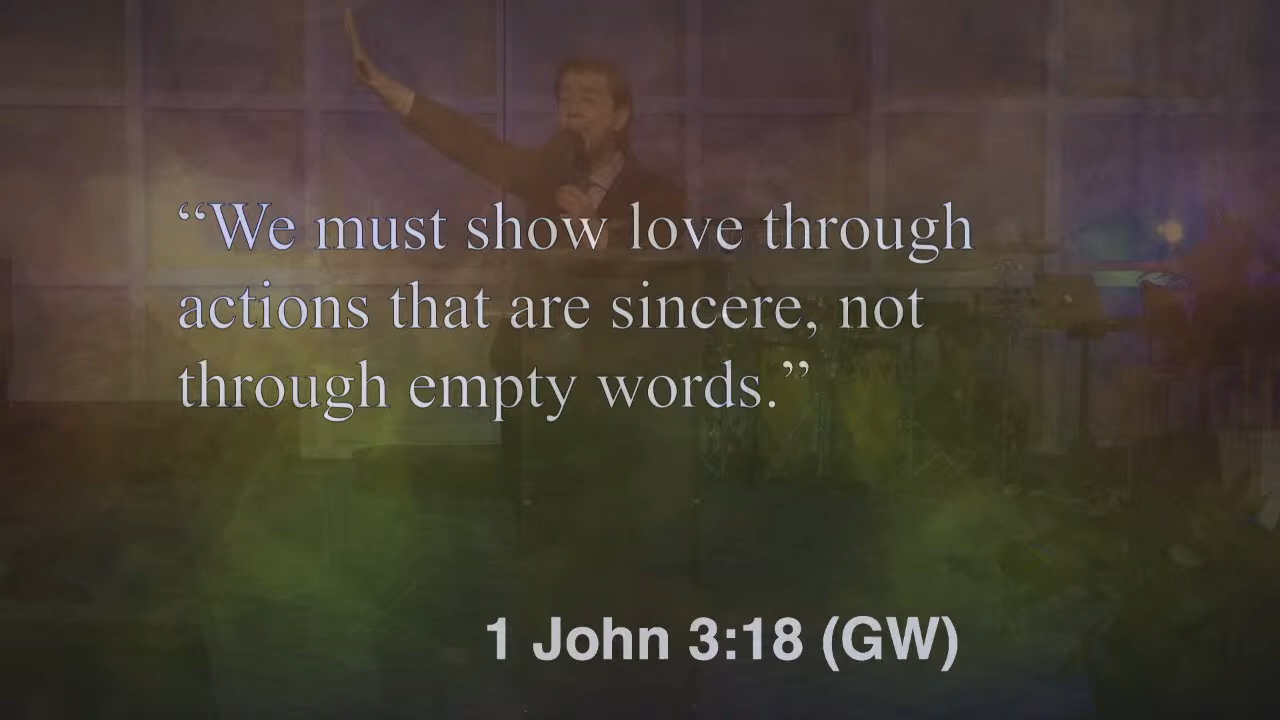 “We must show love through
actions that are sincere, not
through empty words.”
1 John 3:18 (GW)